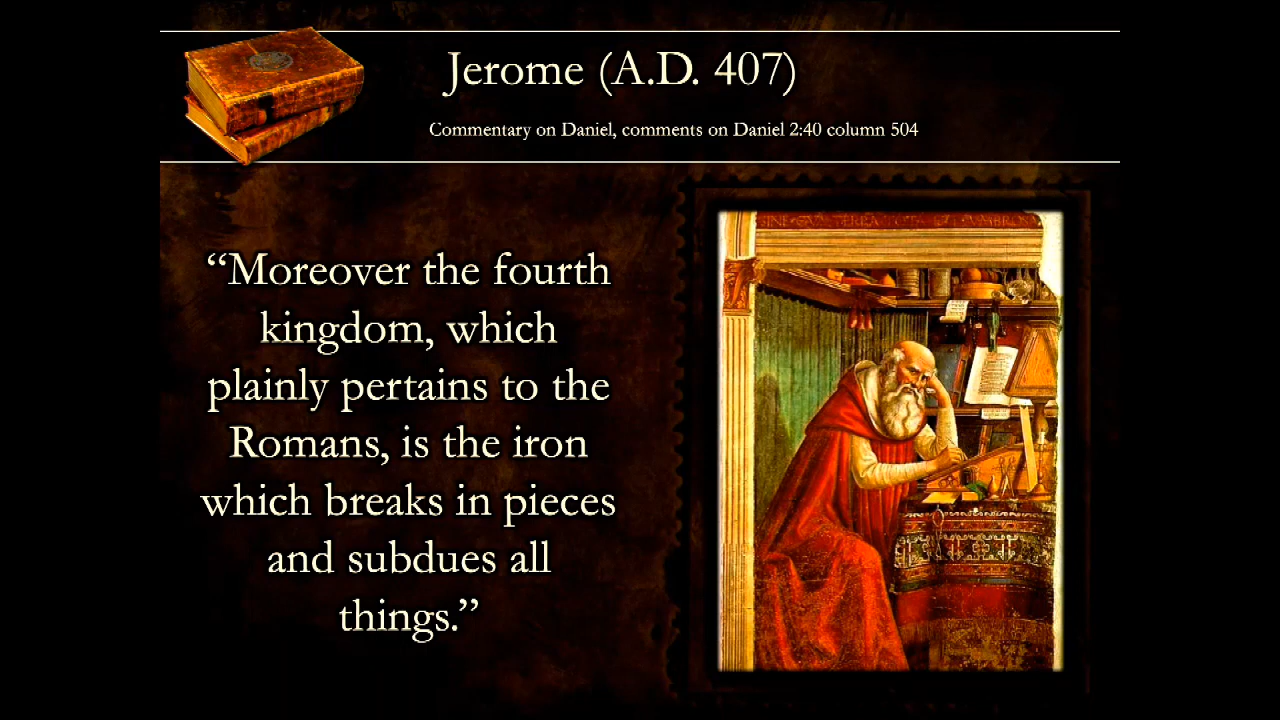 Jerome (A.D. 407)
Commentary on Daniel, comments on Daniel 2:40 column 504
“Moreover the fourth
kingdom, which
plainly pertains to the
Romans, is the iron
which breaks in pieces
and subdues all
things.”